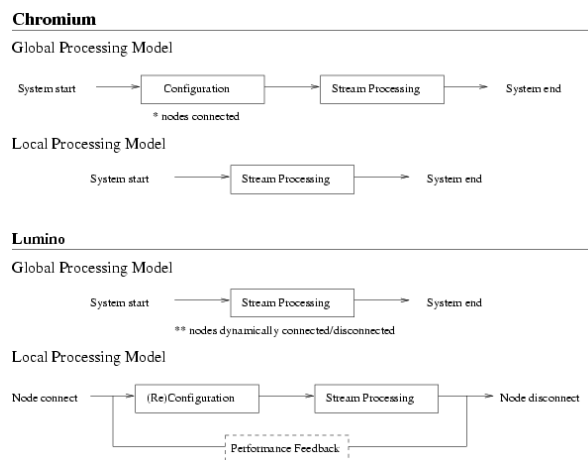 Chromium
Global Processing Model
System start Configuration Stream Processing System end
* nodes connected
Local Processing Model
System start Stream Processing System end
Lumino
Global Processing Model
System start Stream Processing System end
** nodes dynamically connected/disconnected
Local Processing Model
Node connect (Re)Configuration Stream Processing Node disconnect
Performance Feedback